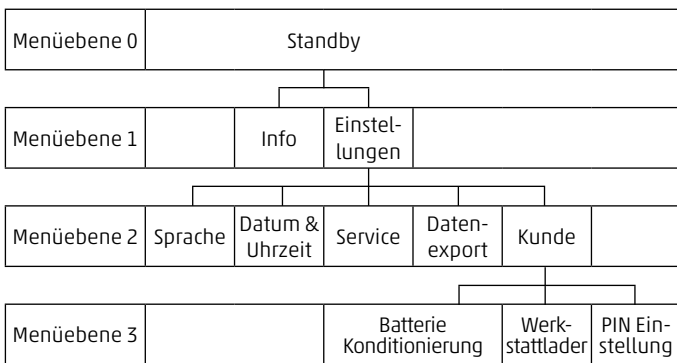 Menüebene 0
Standby
Menüebene 1
Info
Einstel-
lungen
Menüebene 2
Sprache
Datum &
Uhrzeit
Service
Daten-
export
Kunde
Menüebene 3
Batterie
Konditionierung
Werk-
stattlader
PIN Ein-
stellung